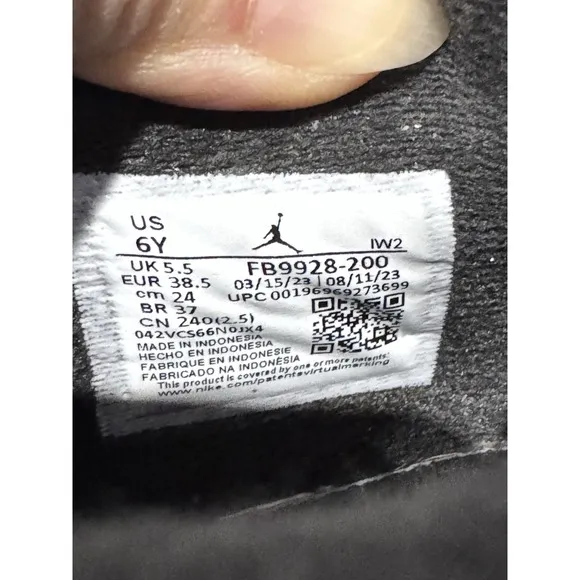 US
6Y
IW2
UK 5.5
FB9928-200
EUR 38.5
03/15/23 | 08/11/23
cm 24
UPC 00196969273699
BR 37
CN 240(2.5)
042VCS66N0JX4
MADE IN INDONESIA
HECHO EN INDONESIA
FABRIQUE EN INDONESIE
FABRICADO NA INDONÉSIA
This product is covered by one or more patents.
www.nike.com/patentsvirtualmarking